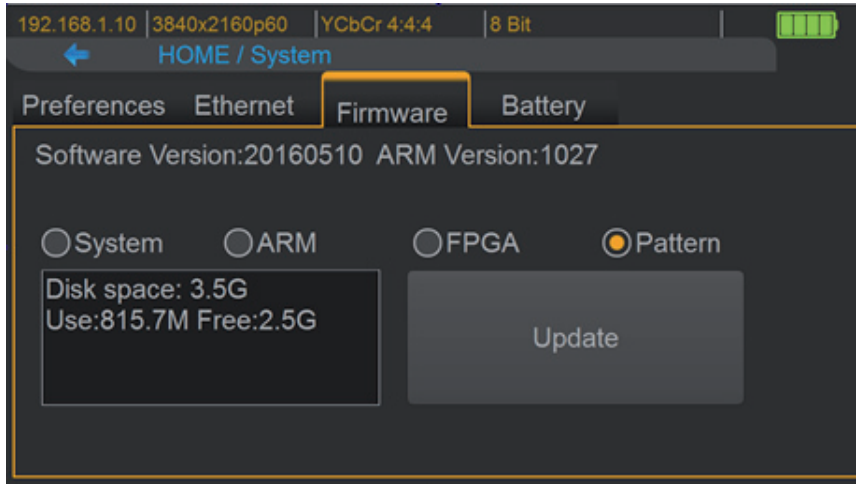 192.168.1.10 3840x2160p60 YCbCr 4:4:4 8 Bit
HOME / System
Preferences Ethernet Firmware Battery
Software Version:20160510 ARM Version:1027
System ARM FPGA Pattern
Disk space: 3.5G
Use:815.7M Free:2.5G
Update